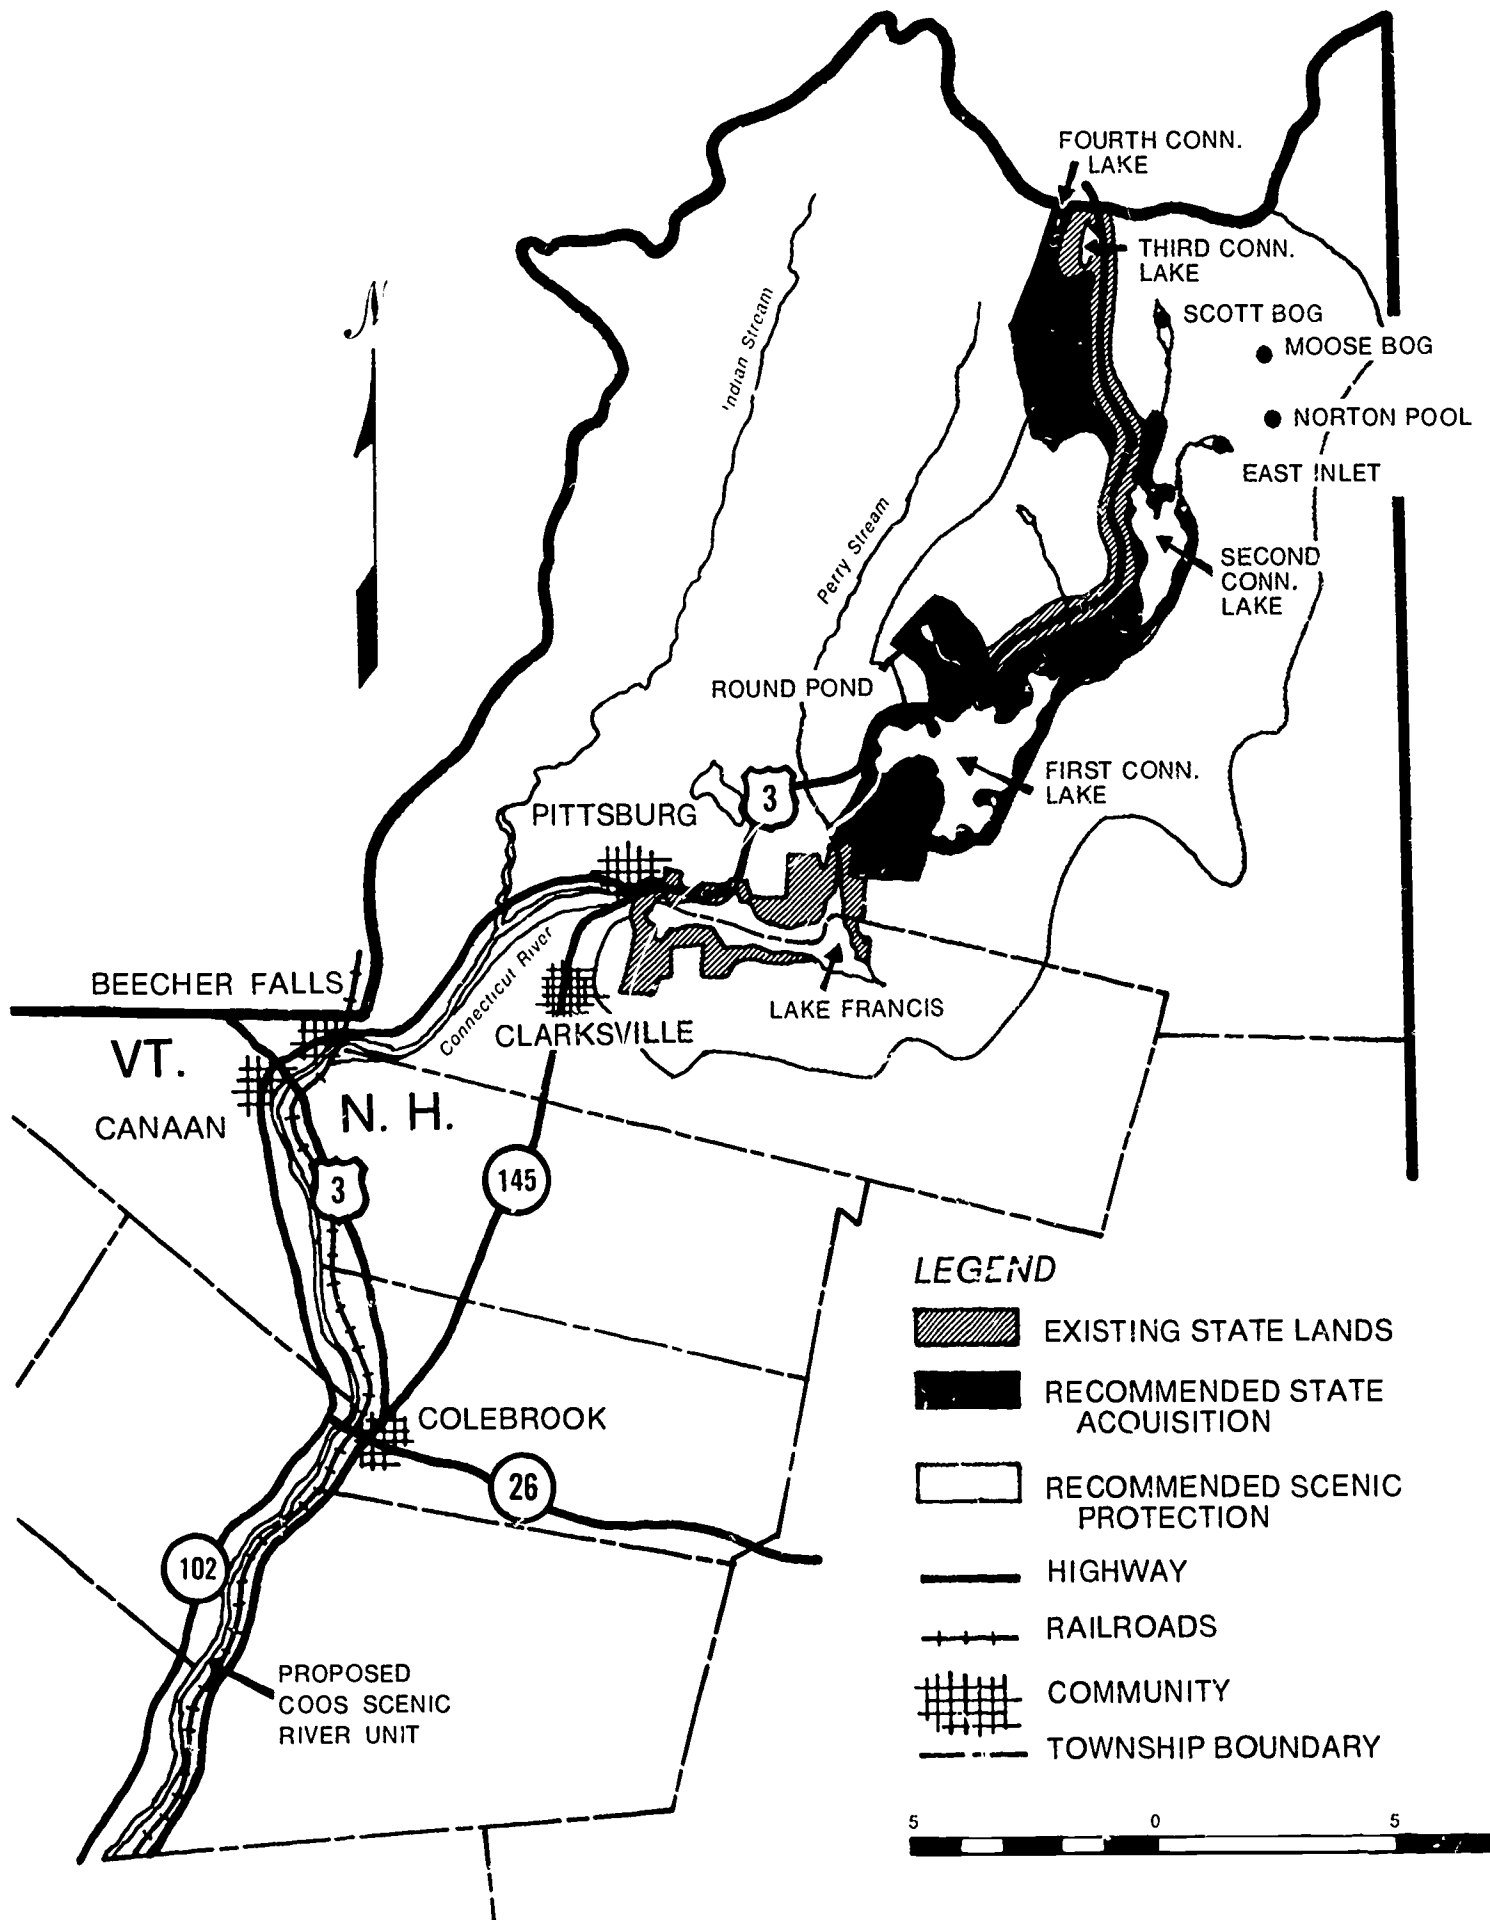 FOURTH CONN.
LAKE
THIRD CONN.
LAKE
SCOTT BOG
MOOSE BOG
NORTON POOL
EAST INLET
SECOND
CONN.
LAKE
N
Indian Stream
Perry Stream
ROUND POND
FIRST CONN.
LAKE
3
PITTSBURG
LAKE FRANCIS
Connecticut River
BEECHER FALLS
CLARKSVILLE
VT.
N. H.
CANAAN
3
145
COLEBROOK
26
102
PROPOSED
COOS SCENIC
RIVER UNIT
LEGEND
EXISTING STATE LANDS
RECOMMENDED STATE
ACQUISITION
RECOMMENDED SCENIC
PROTECTION
HIGHWAY
RAILROADS
COMMUNITY
TOWNSHIP BOUNDARY
5 0 5